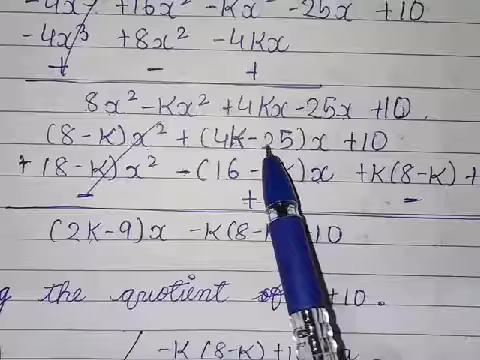 -4x³ +16x² -Kx² -25x +10
-4x³ +8x² -4Kx
+ - +
8x² -Kx² +4Kx -25x +10.
(8-K)x² + (4K-25)x +10
+ (8-K)x² -(16- K)x +K(8-K) +
- + -
(2K-9)x -K(8- 10
the quotient +10.
-K(8-K)+1